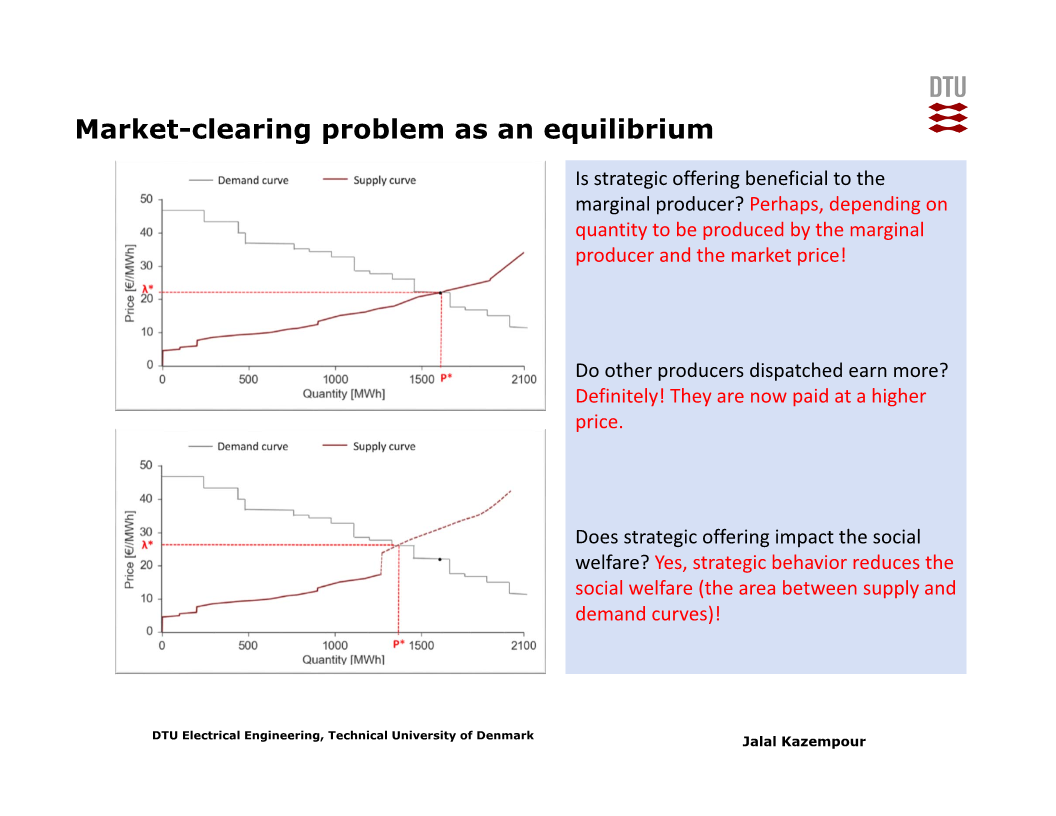 DTU
Market-clearing problem as an equilibrium
Demand curve
Supply curve
50
40
30
20
10
0
λ*
Price [€/MWh]
0
500
1000
1500
P*
2100
Quantity [MWh]
Demand curve
Supply curve
50
40
30
20
10
0
λ*
Price [€/MWh]
0
500
1000
P*
1500
2100
Quantity [MWh]
Is strategic offering beneficial to the
marginal producer? Perhaps, depending on
quantity to be produced by the marginal
producer and the market price!
Do other producers dispatched earn more?
Definitely! They are now paid at a higher
price.
Does strategic offering impact the social
welfare? Yes, strategic behavior reduces the
social welfare (the area between supply and
demand curves)!
DTU Electrical Engineering, Technical University of Denmark
Jalal Kazempour